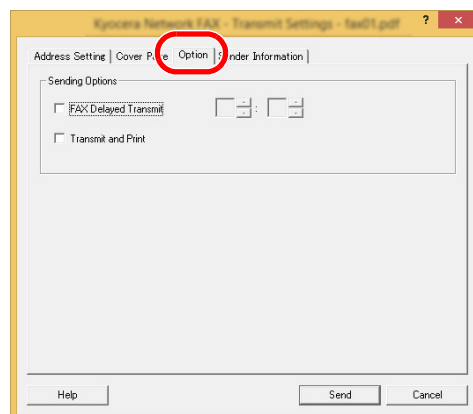 Kyocera Network FAX - Transmit Settings - fax01.pdf ?
Address Setting Cover Page Option Sender Information
Sending Options
FAX Delayed Transmit :
Transmit and Print
Help Send Cancel